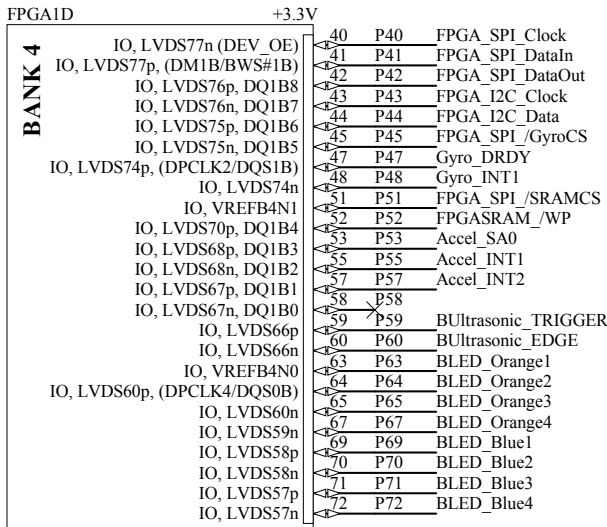 FPGA1D +3.3V
BANK 4
IO, LVDS77n (DEV_OE) 40 P40 FPGA_SPI_Clock
IO, LVDS77p, (DM1B/BWS#1B) 41 P41 FPGA_SPI_DataIn
IO, LVDS76p, DQ1B8 42 P42 FPGA_SPI_DataOut
IO, LVDS76n, DQ1B7 43 P43 FPGA_I2C_Clock
IO, LVDS75p, DQ1B6 44 P44 FPGA_I2C_Data
IO, LVDS75n, DQ1B5 45 P45 FPGA_SPI_/GyroCS
IO, LVDS74p, (DPCLK2/DQS1B) 47 P47 Gyro_DRDY
IO, LVDS74n 48 P48 Gyro_INT1
IO, VREFB4N1 51 P51 FPGA_SPI_/SRAMCS
IO, LVDS70p, DQ1B4 52 P52 FPGASRAM_/WP
IO, LVDS68p, DQ1B3 53 P53 Accel_SA0
IO, LVDS68n, DQ1B2 55 P55 Accel_INT1
IO, LVDS67p, DQ1B1 57 P57 Accel_INT2
IO, LVDS67n, DQ1B0 58 P58
IO, LVDS66p 59 P59 BUltrasonic_TRIGGER
IO, LVDS66n 60 P60 BUltrasonic_EDGE
IO, VREFB4N0 63 P63 BLED_Orange1
IO, LVDS60p, (DPCLK4/DQS0B) 64 P64 BLED_Orange2
IO, LVDS60n 65 P65 BLED_Orange3
IO, LVDS59n 67 P67 BLED_Orange4
IO, LVDS58p 69 P69 BLED_Blue1
IO, LVDS58n 70 P70 BLED_Blue2
IO, LVDS57p 71 P71 BLED_Blue3
IO, LVDS57n 72 P72 BLED_Blue4